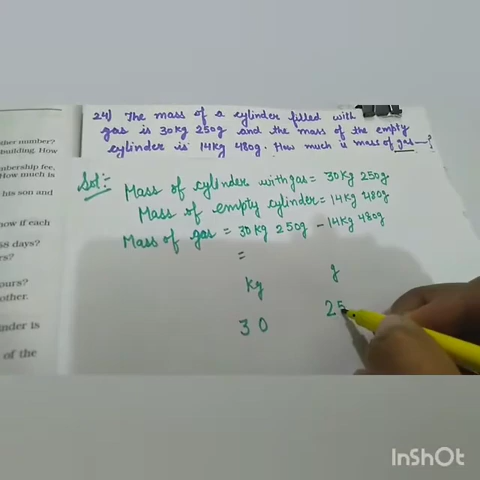 ther number?
building. How
mbership fee,
How much is
his son and
now if each
58 days?
rs?
ours?
other.
inder is
of the
24) The mass of a cylinder filled with
gas is 30kg 250g and the mass of the empty
cylinder is 14kg 480g. How much is mass of gas —?
Sol:-
Mass of cylinder with gas = 30kg 250g
Mass of empty cylinder = 14kg 480g
Mass of gas = 30kg 250g - 14kg 480g
=
kg g
30 25
InShOt